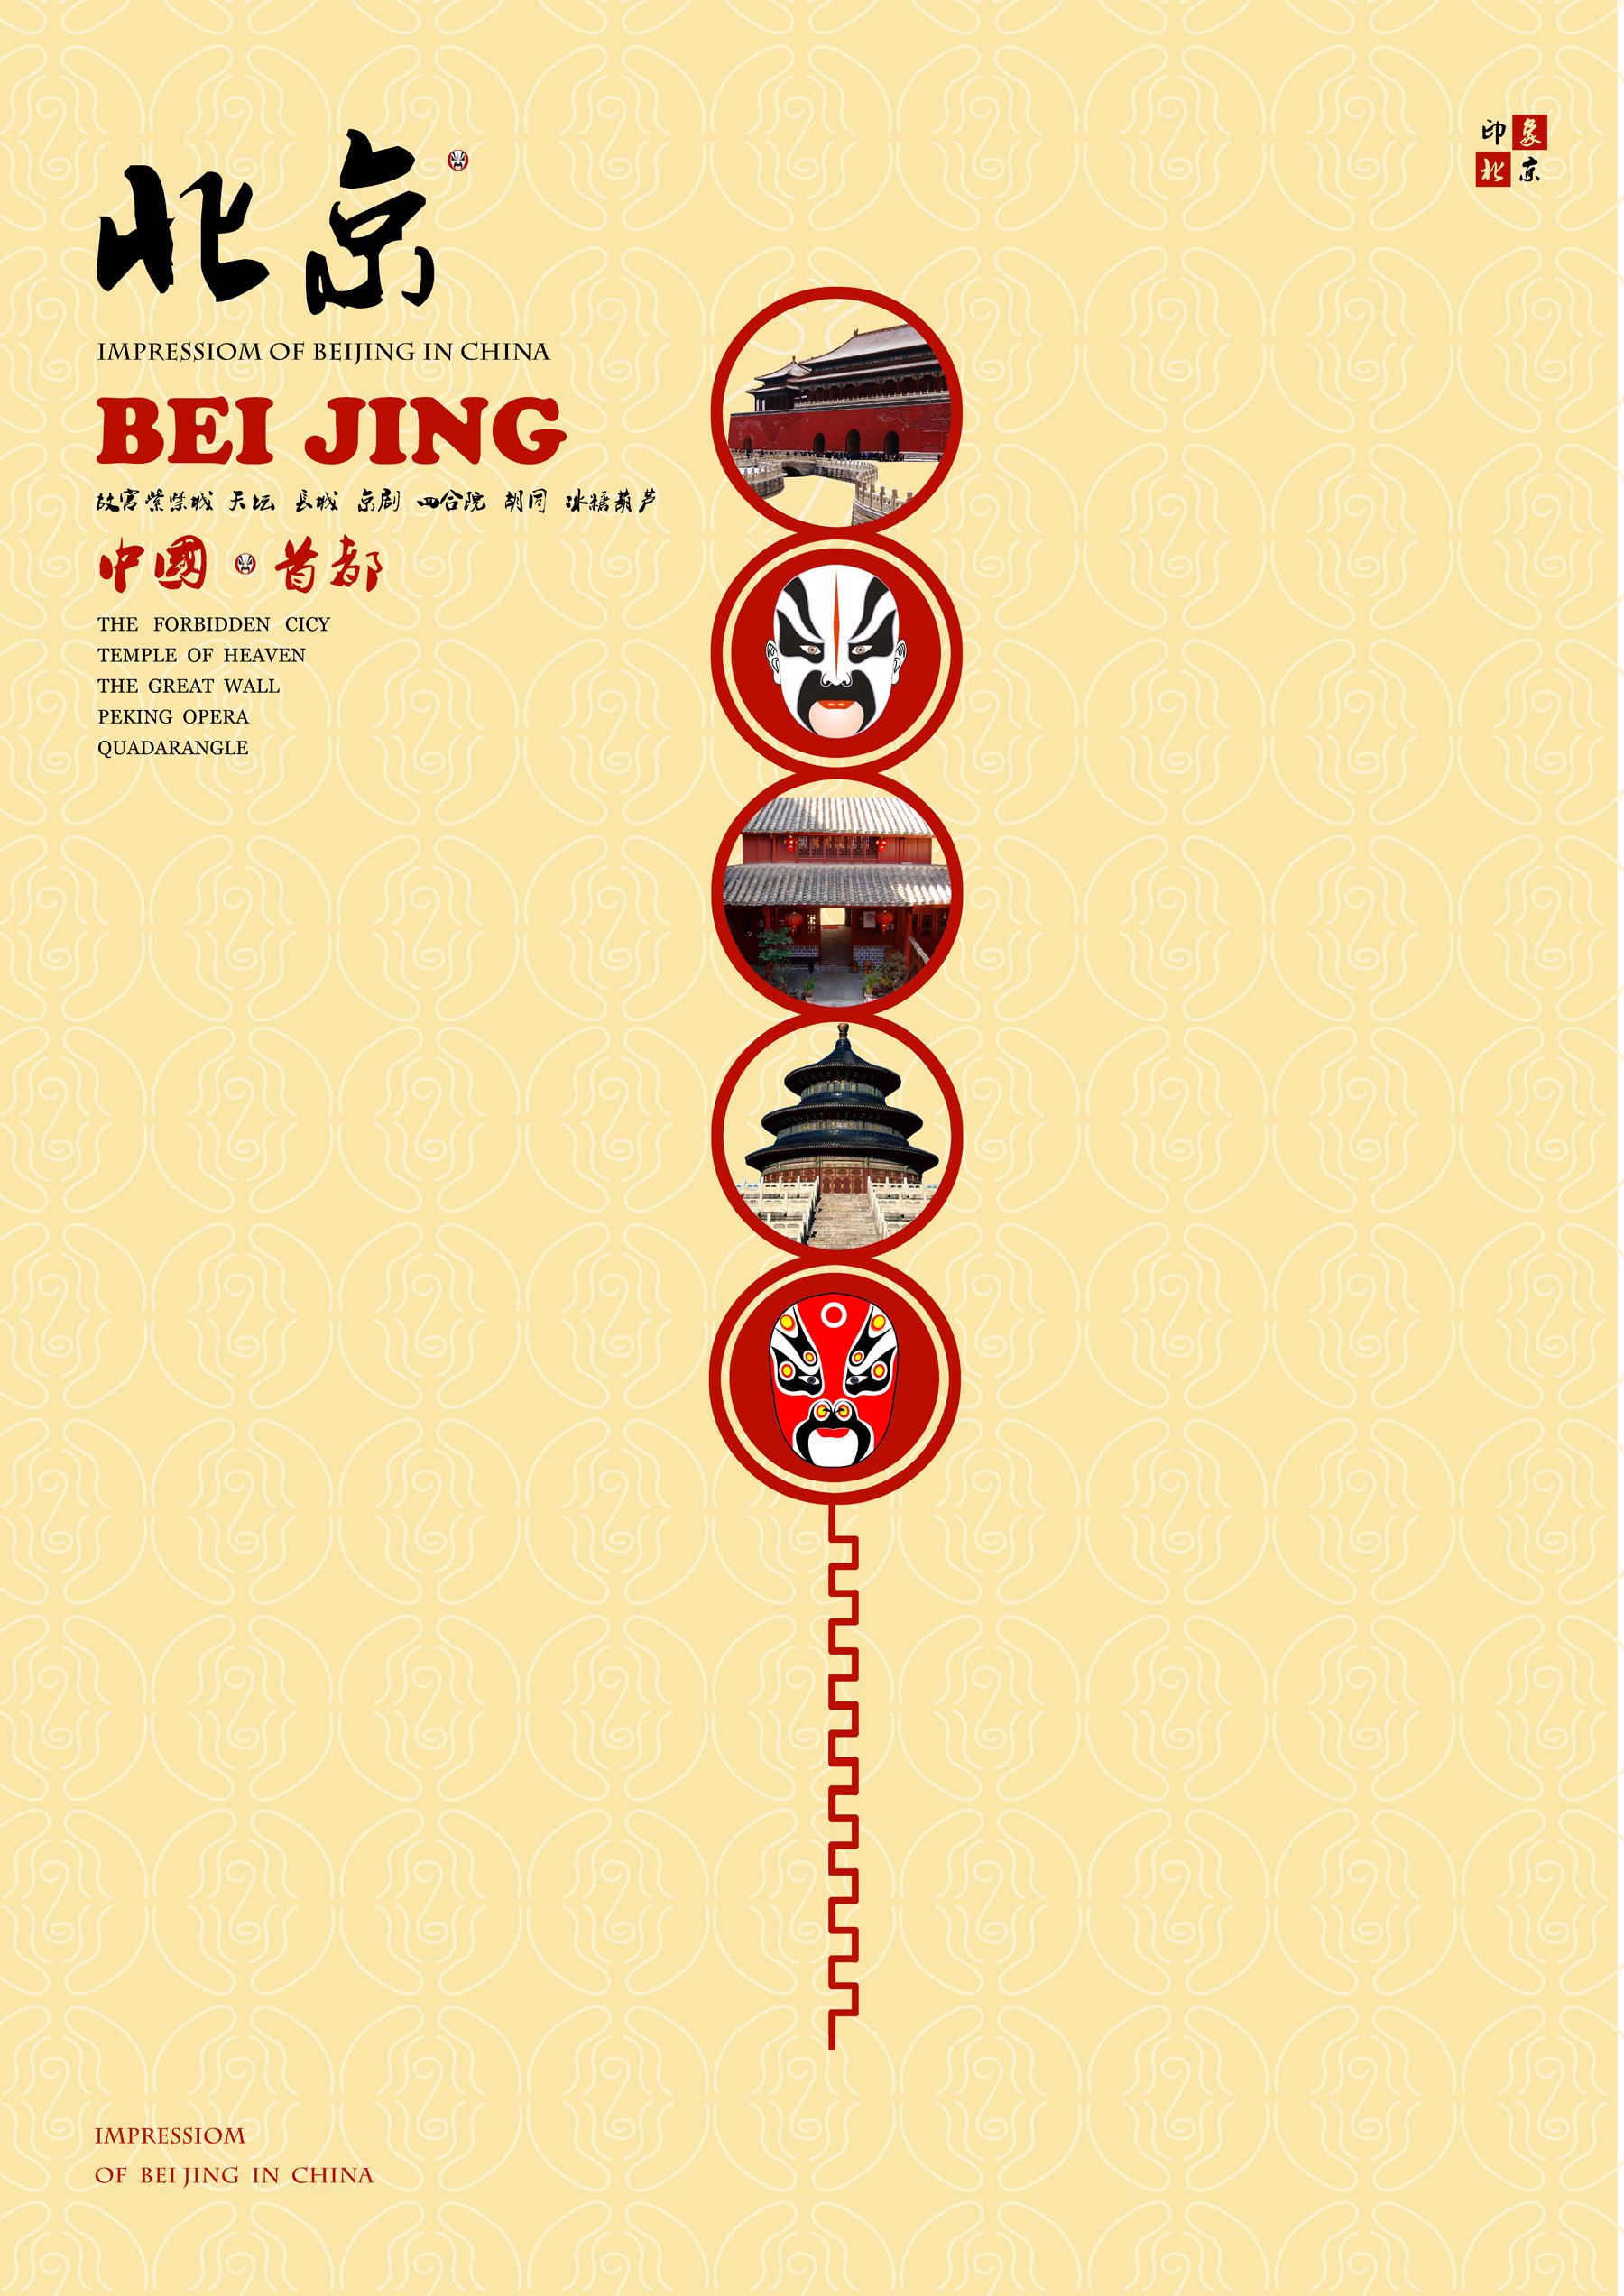 北京
印象
北京
IMPRESSIOM OF BEIJING IN CHINA
BEI JING
故宫紫禁城 天坛 長城 京剧 四合院 胡同 冰糖葫芦
中國 首都
THE FORBIDDEN CICY
TEMPLE OF HEAVEN
THE GREAT WALL
PEKING OPERA
QUADARANGLE
IMPRESSIOM
OF BEI JING IN CHINA